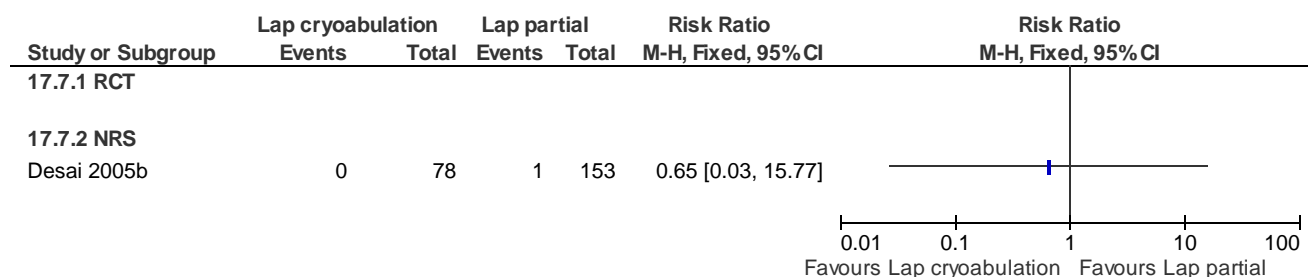 Lap cryoabulation Lap partial Risk Ratio Risk Ratio
Study or Subgroup Events Total Events Total M-H, Fixed, 95% CI M-H, Fixed, 95% CI
17.7.1 RCT
17.7.2 NRS
Desai 2005b 0 78 1 153 0.65 [0.03, 15.77]
0.01 0.1 1 10 100
Favours Lap cryoabulation Favours Lap partial